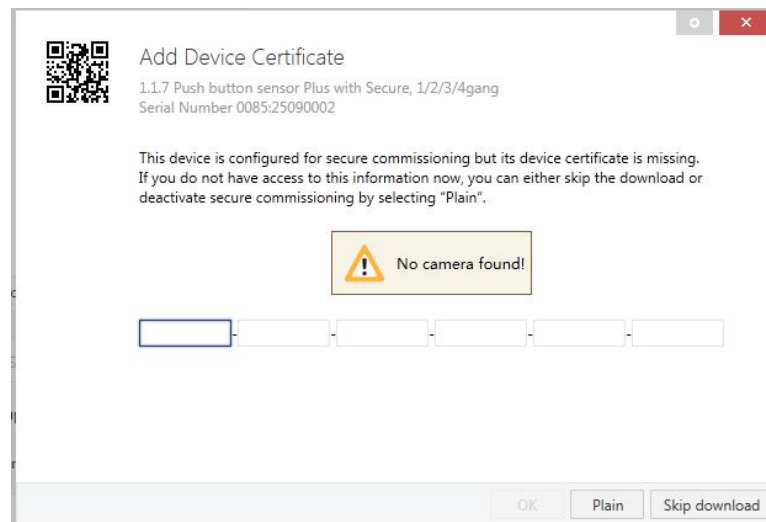 Add Device Certificate
1.1.7 Push button sensor Plus with Secure, 1/2/3/4gang
Serial Number 0085:25090002
This device is configured for secure commissioning but its device certificate is missing.
If you do not have access to this information now, you can either skip the download or
deactivate secure commissioning by selecting "Plain".
No camera found!
- - - - -
OK Plain Skip download